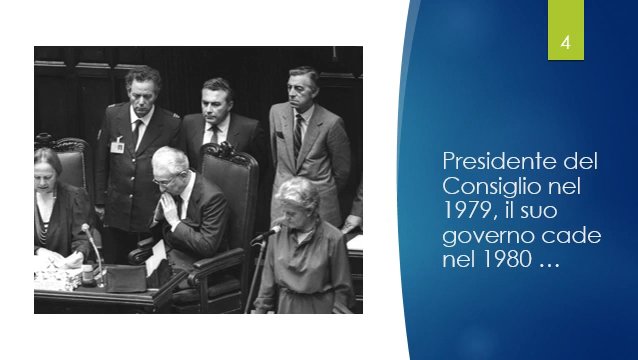 4
Presidente del
Consiglio nel
1979, il suo
governo cade
nel 1980 …